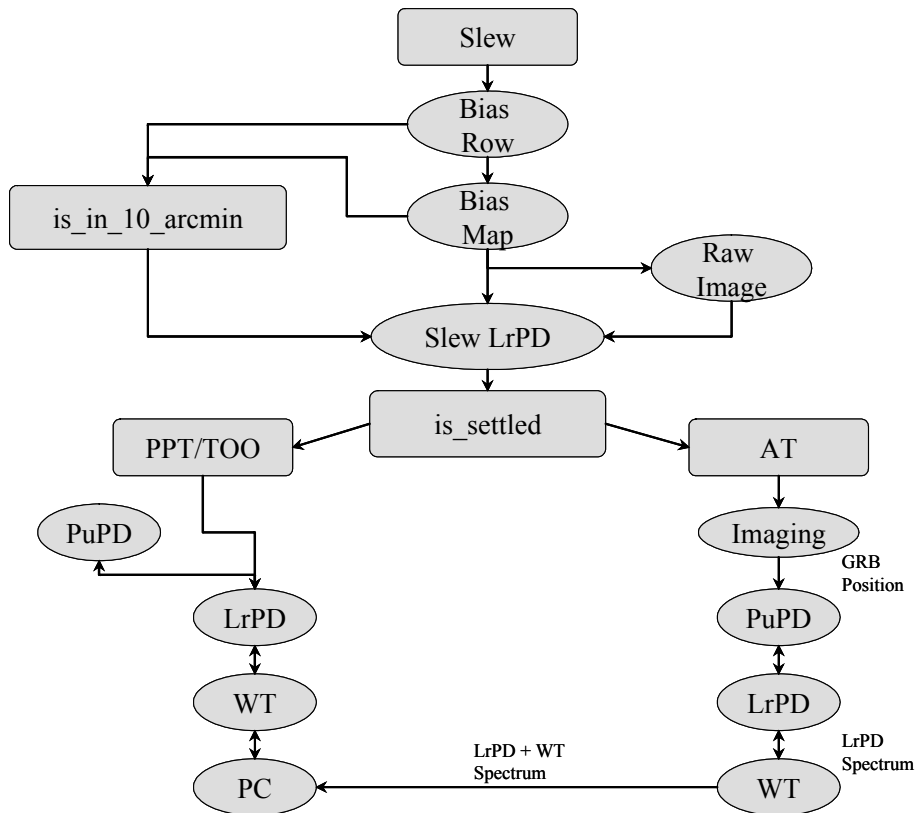 Slew
Bias
Row
is_in_10_arcmin
Bias
Map
Raw
Image
Slew LrPD
is_settled
PPT/TOO
AT
PuPD
Imaging
GRB
Position
LrPD
PuPD
WT
LrPD
LrPD + WT
Spectrum
LrPD
Spectrum
PC
WT